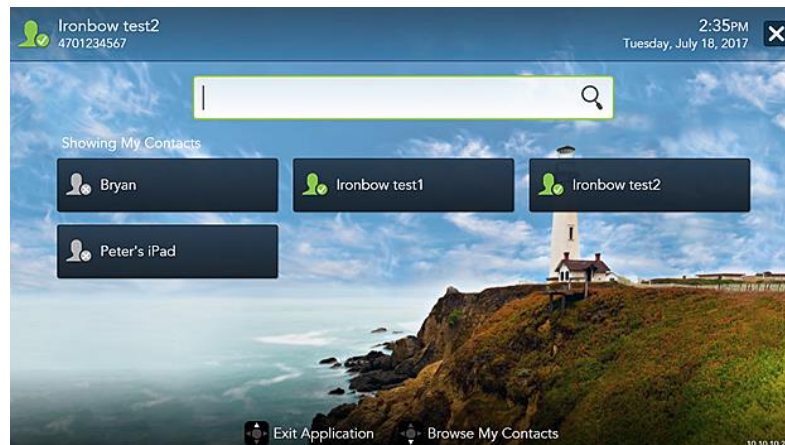 Ironbow test2
4701234567
2:35PM
Tuesday, July 18, 2017
Showing My Contacts
Bryan
Ironbow test1
Ironbow test2
Peter's iPad
Exit Application
Browse My Contacts